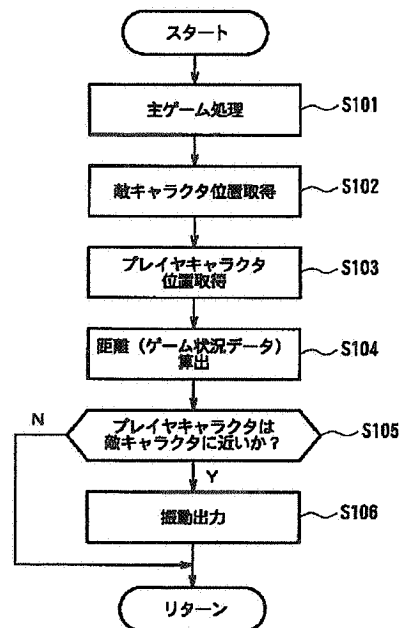 スタート
主ゲーム処理
S101
敵キャラクタ位置取得
S102
プレイヤキャラクタ
位置取得
S103
距離（ゲーム状況データ）
算出
S104
プレイヤキャラクタは
敵キャラクタに近いか？
S105
N
Y
振動出力
S106
リターン